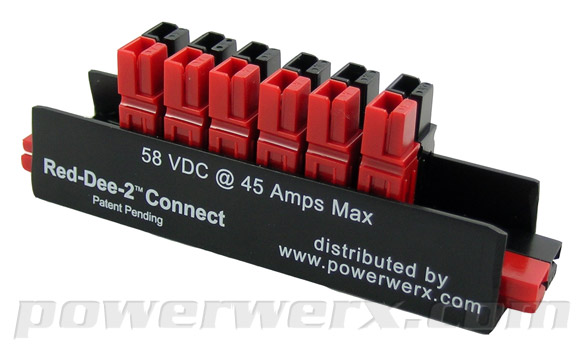 58 VDC @ 45 Amps Max
Red-Dee-2™ Connect
Patent Pending
distributed by
www.powerwerx.com
powerwerx.com